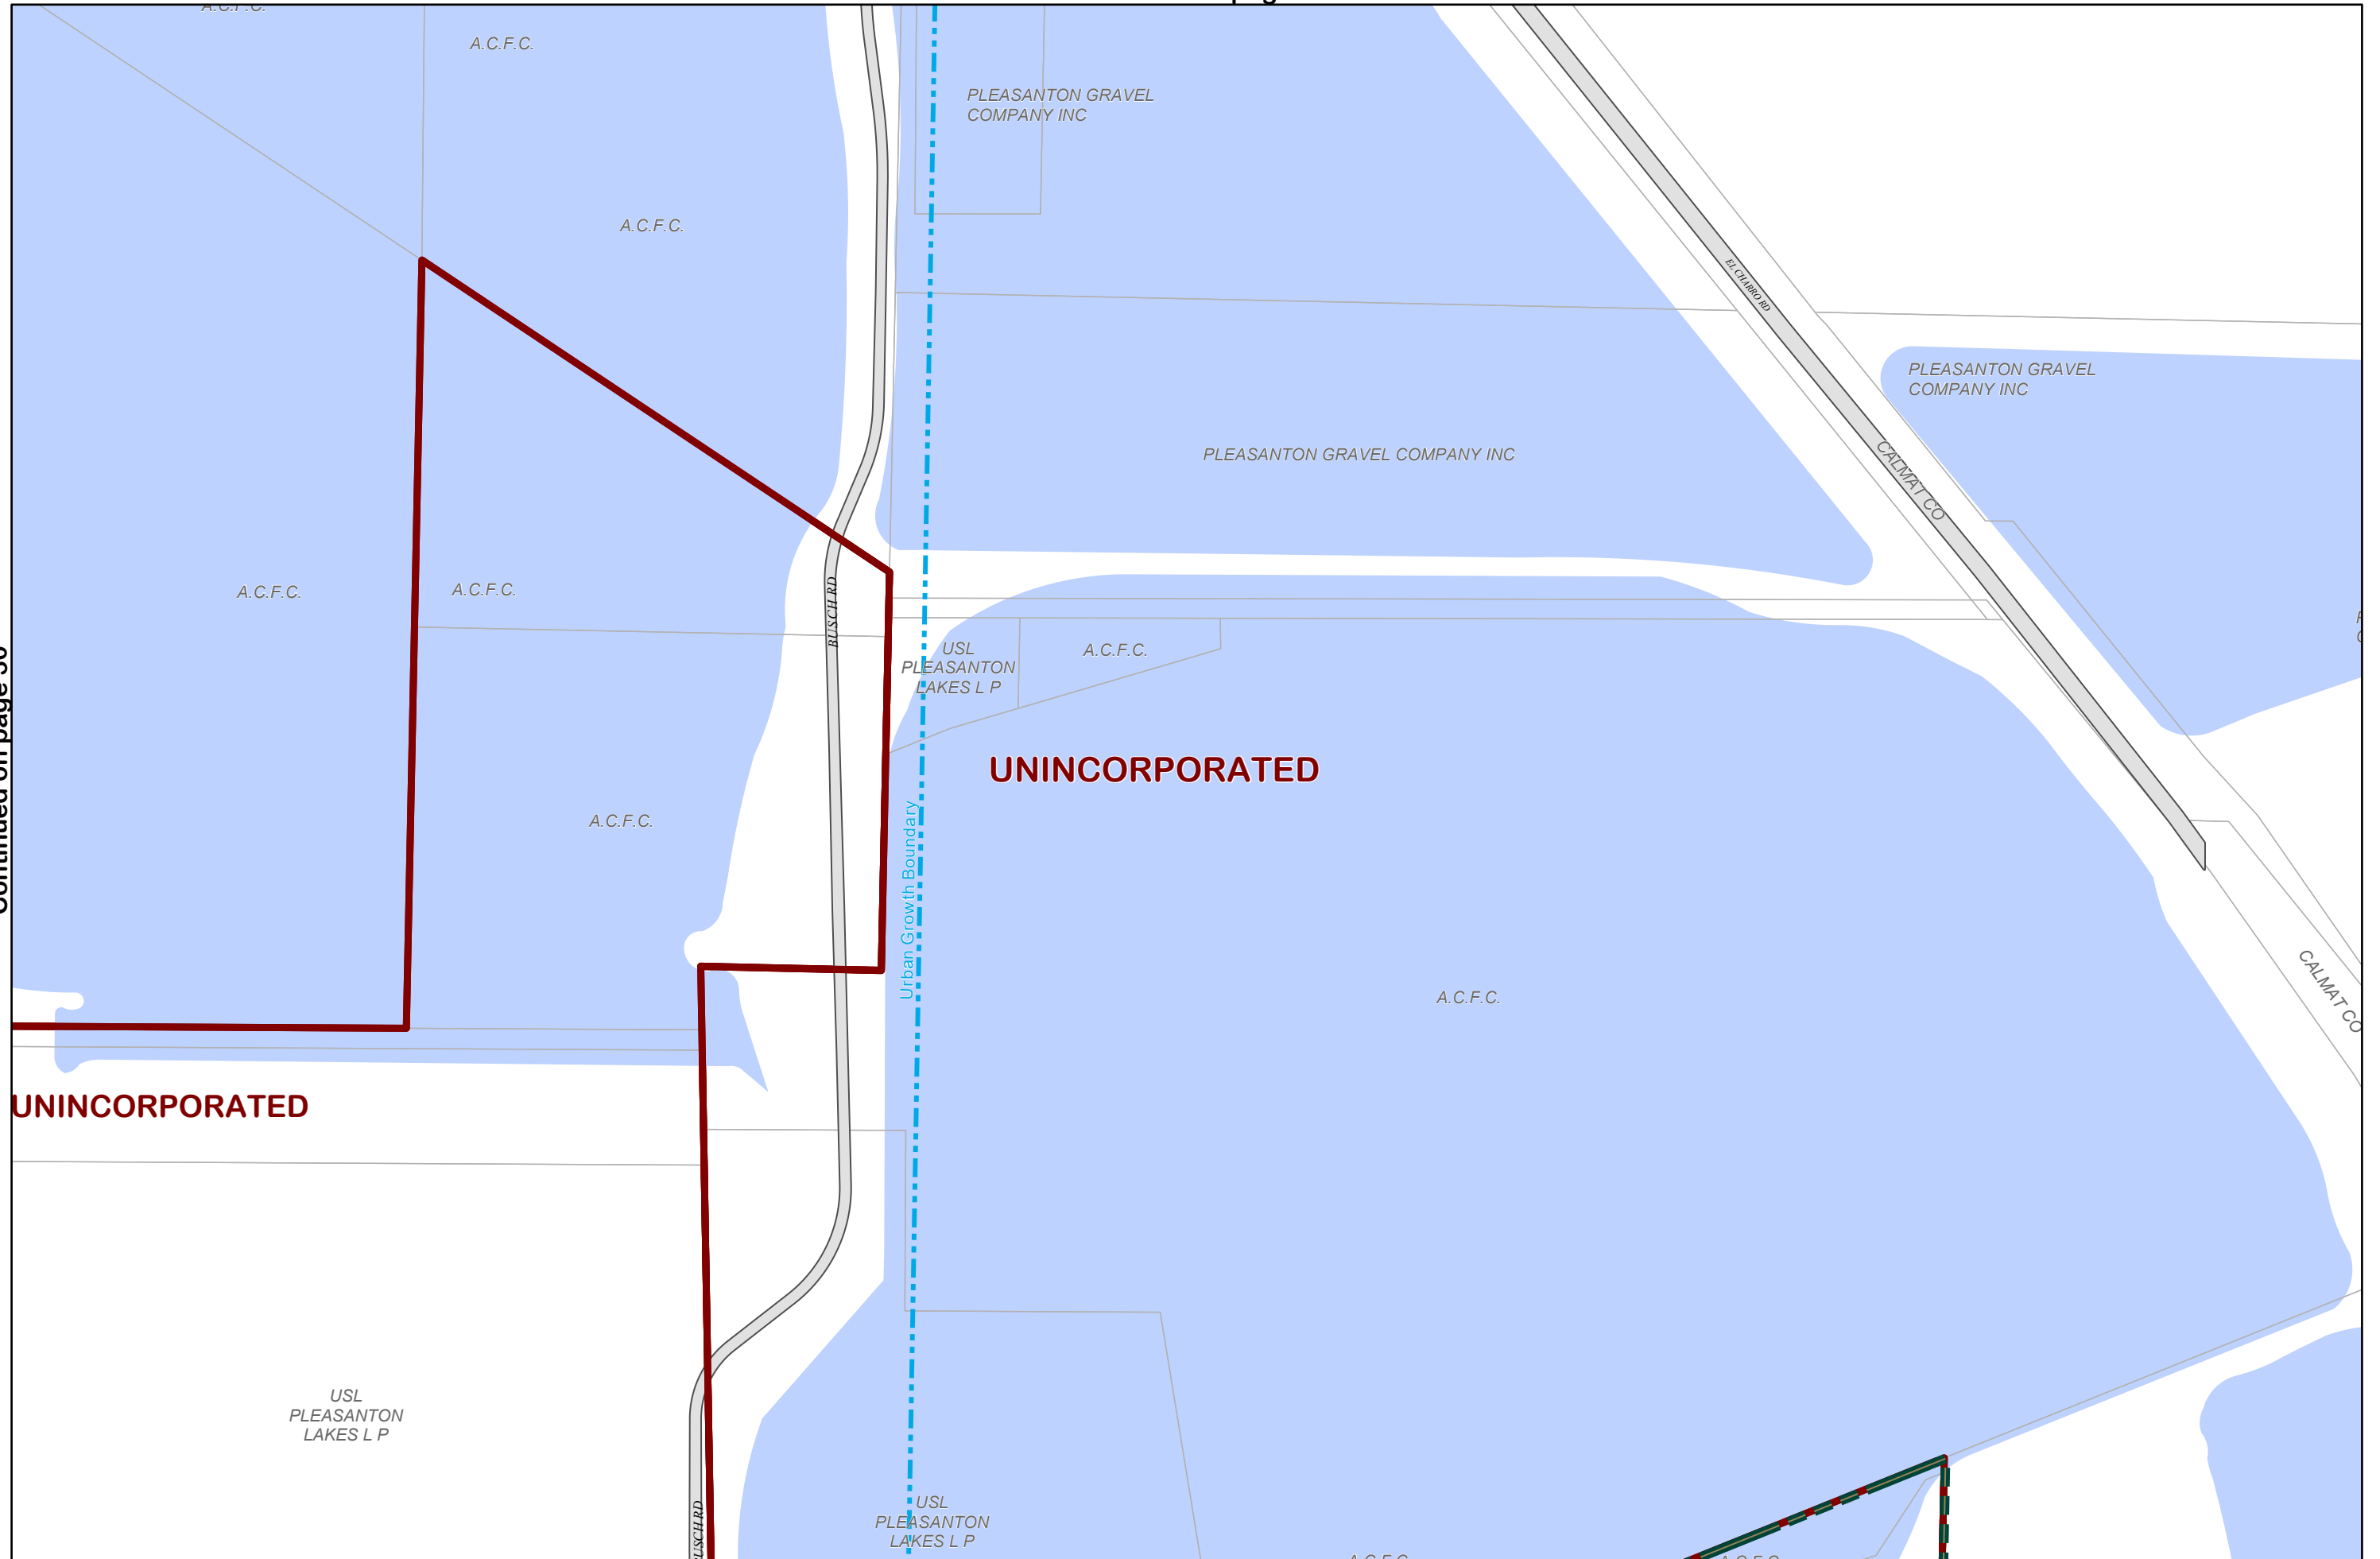 A.C.F.C.
A.C.F.C.
PLEASANTON GRAVEL
COMPANY INC
A.C.F.C.
EL CHARRO RD
PLEASANTON GRAVEL
COMPANY INC
PLEASANTON GRAVEL COMPANY INC
CALMAT CO
A.C.F.C.
A.C.F.C.
BUSCH RD
USL
PLEASANTON
LAKES L P
A.C.F.C.
UNINCORPORATED
A.C.F.C.
Urban Growth Boundary
A.C.F.C.
CALMAT CO
UNINCORPORATED
USL
PLEASANTON
LAKES L P
BUSCH RD
USL
PLEASANTON
LAKES L P
A.C.F.C.
A.C.F.C.